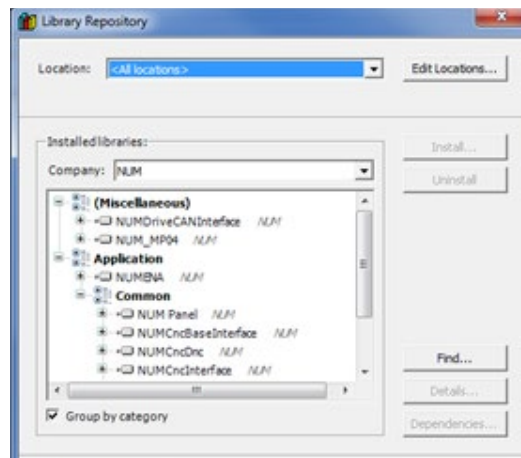 Library Repository
Location: <All locations> Edit Locations...
Installed libraries:
Company: NUM
Install...
Uninstall
(Miscellaneous)
NUMDriveCANInterface NUM
NUM_MP04 NUM
Application
NUMENA NUM
Common
NUM Panel NUM
NUMCncBaseInterface NUM
NUMCncDnc NUM
NUMCncInterface NUM
Group by category
Find...
Details...
Dependencies...